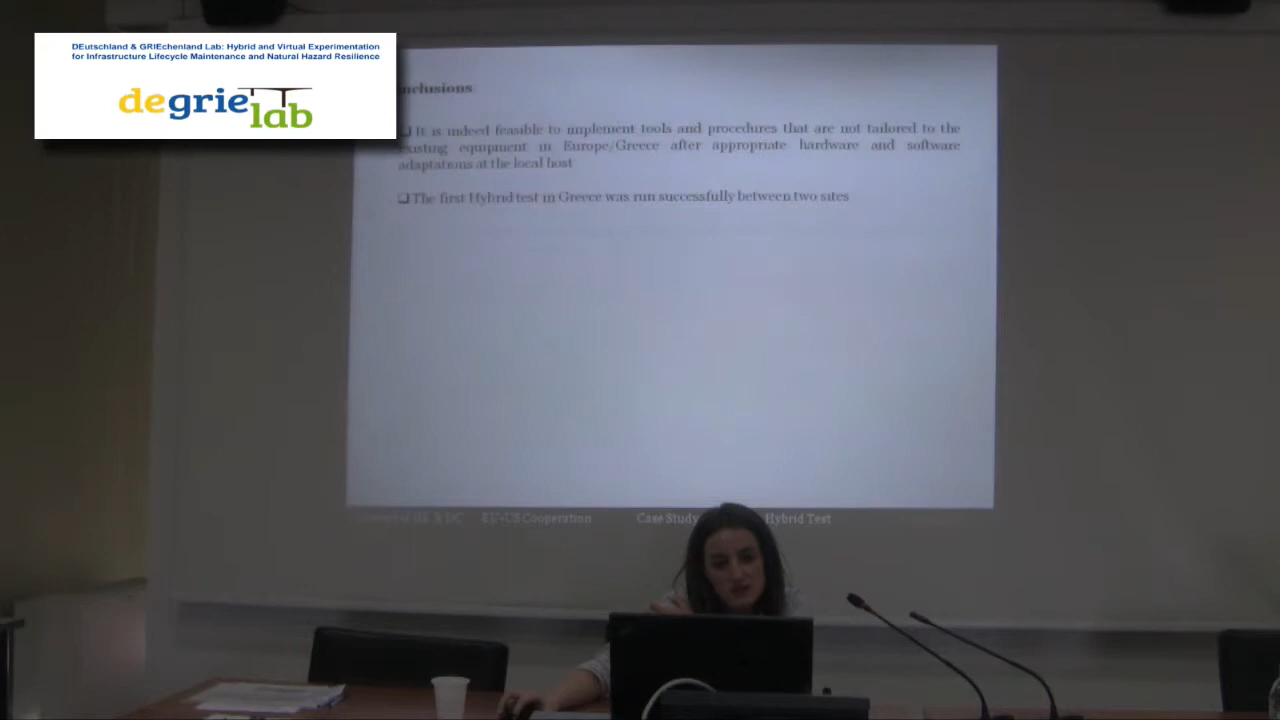 DEutschland & GRIEchenland Lab: Hybrid and Virtual Experimentation
for Infrastructure Lifecycle Maintenance and Natural Hazard Resilience
degrie
lab
nclusions
It is indeed feasible to implement tools and procedures that are not tailored to the
existing equipment in Europe/Greece after appropriate hardware and software
adaptations at the local host
The first Hybrid test in Greece was run successfully between two sites
EU-US Cooperation Case Study Hybrid Test